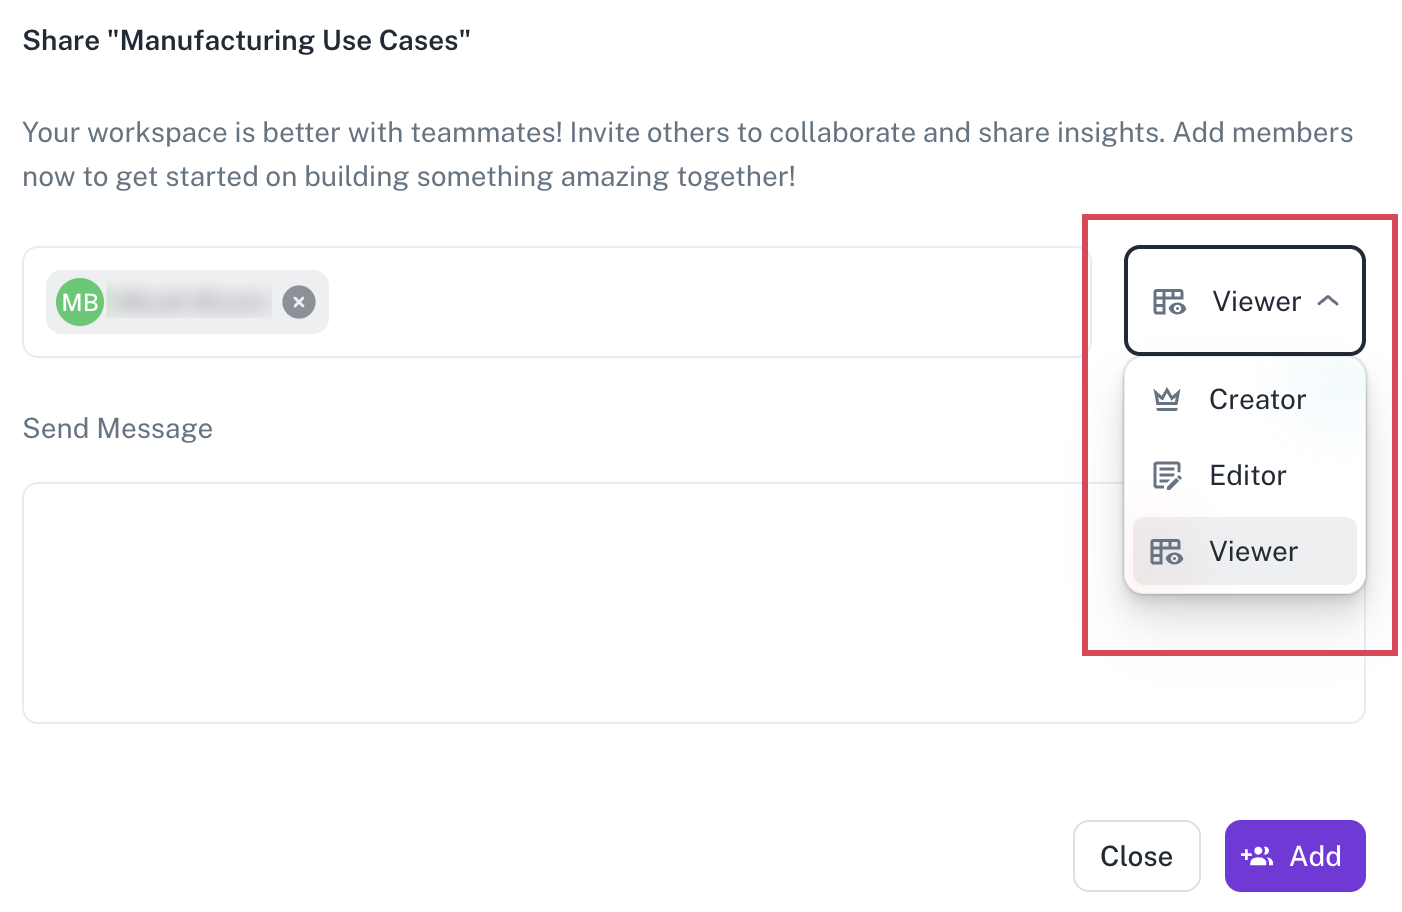 Share "Manufacturing Use Cases"
Your workspace is better with teammates! Invite others to collaborate and share insights. Add members
now to get started on building something amazing together!
MB
Viewer
Creator
Editor
Viewer
Send Message
Close
Add